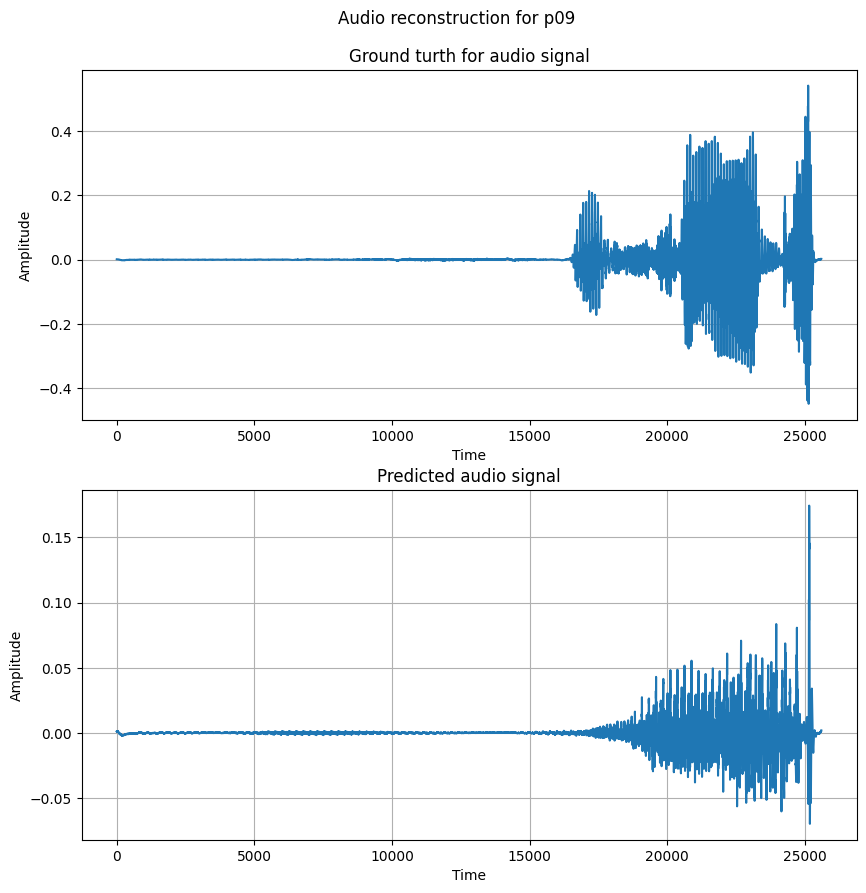 Audio reconstruction for p09
Ground turth for audio signal
0.4
0.2
0.0
−0.2
−0.4
Amplitude
0 5000 10000 15000 20000 25000
Time
Predicted audio signal
0.15
0.10
0.05
0.00
−0.05
Amplitude
0 5000 10000 15000 20000 25000
Time